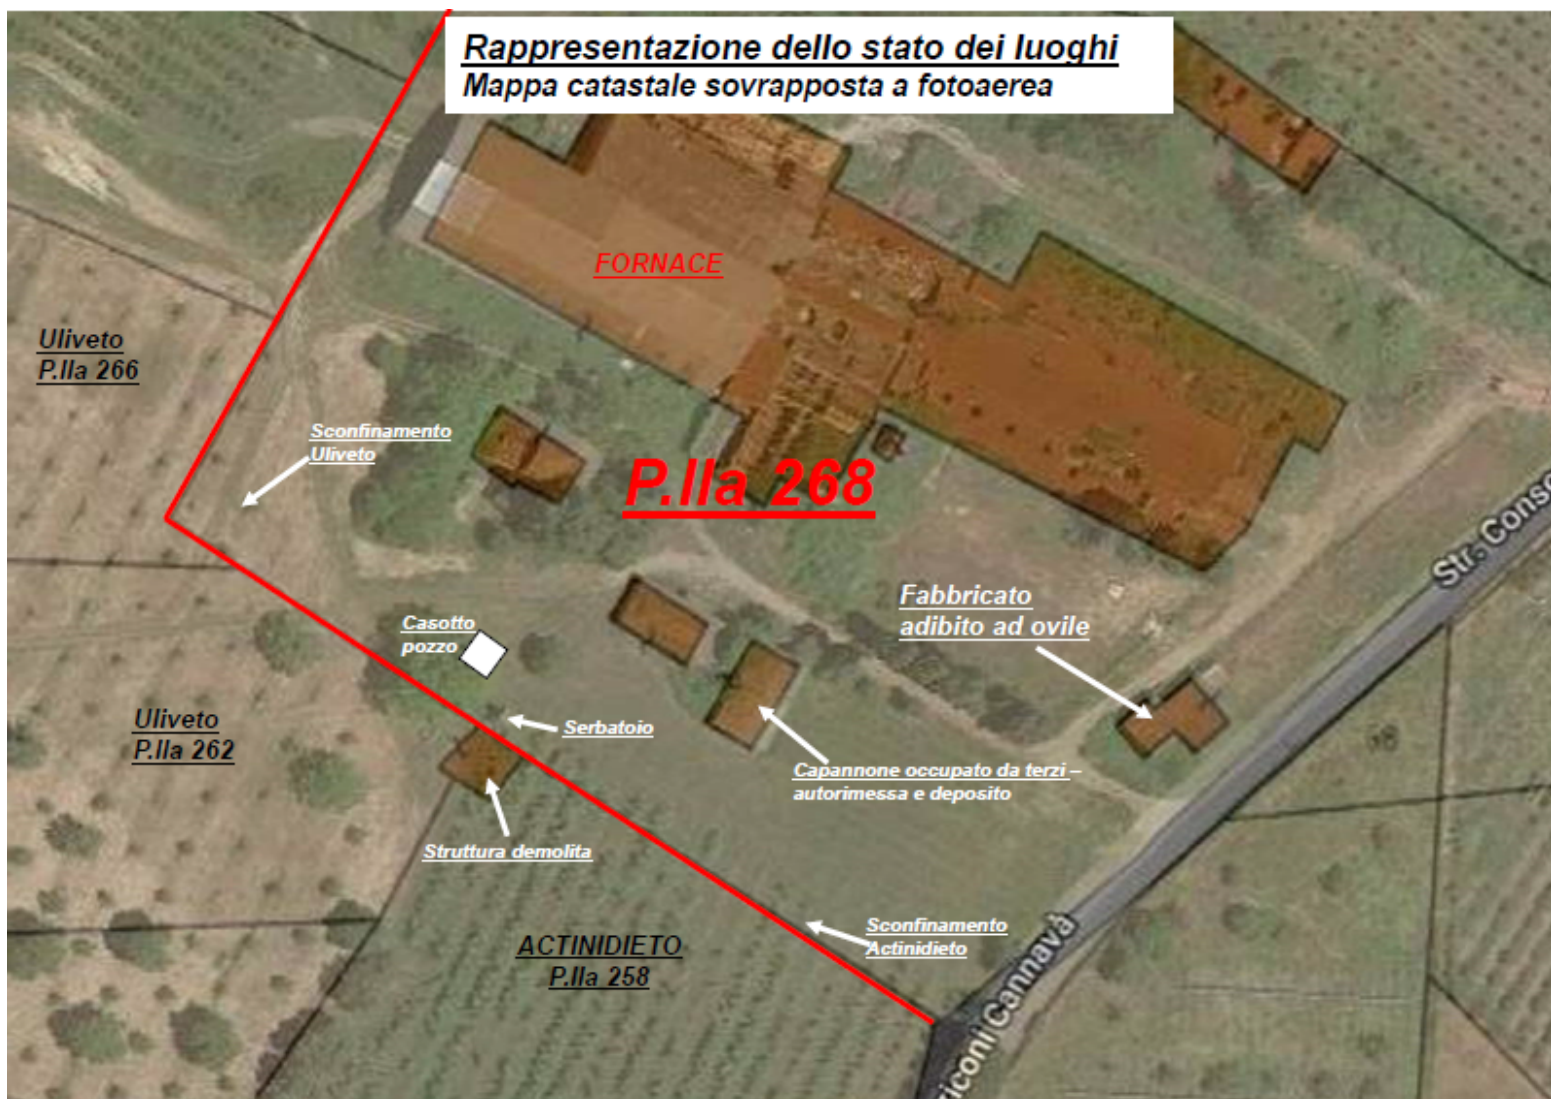 Rappresentazione dello stato dei luoghi
Mappa catastale sovrapposta a fotoaerea
FORNACE
Uliveto
P.lla 266
Sconfinamento
Uliveto
P.lla 268
Str. Conso
Fabbricato
adibito ad ovile
Casotto
pozzo
Uliveto
P.lla 262
Serbatoio
Capannone occupato da terzi –
autorimessa e deposito
Struttura demolita
Sconfinamento
Actinidieto
ACTINIDIETO
P.lla 258
ziconi Cannavà